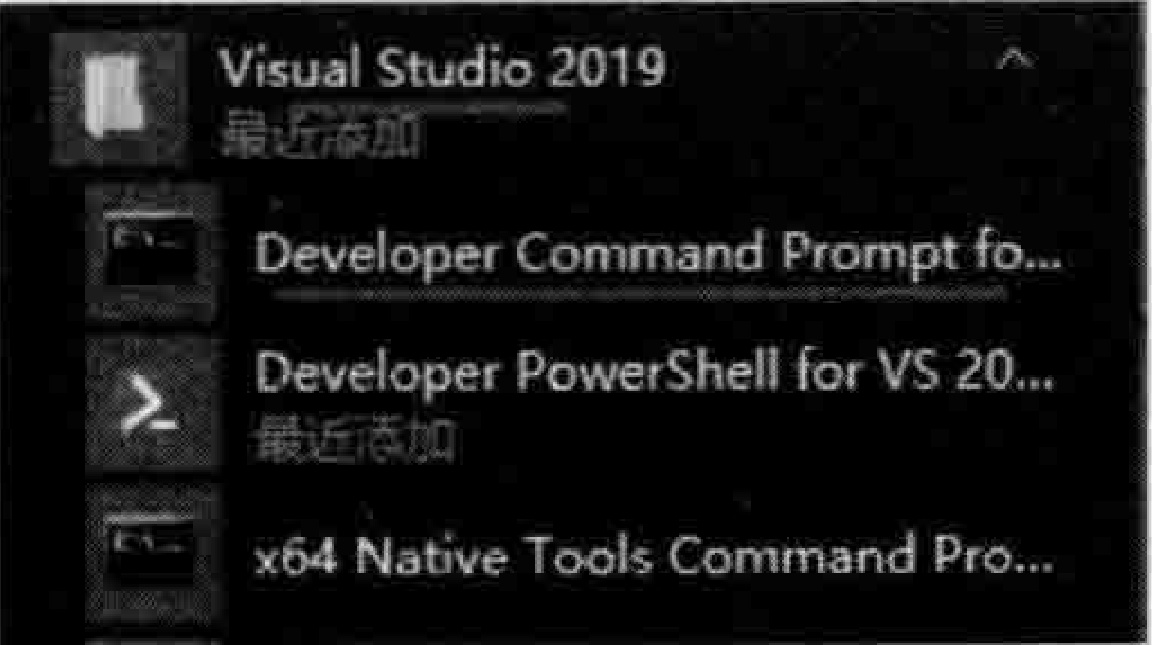 Visual Studio 2019
最近添加
Developer Command Prompt fo...
Developer PowerShell for VS 20...
最近添加
x64 Native Tools Command Pro...